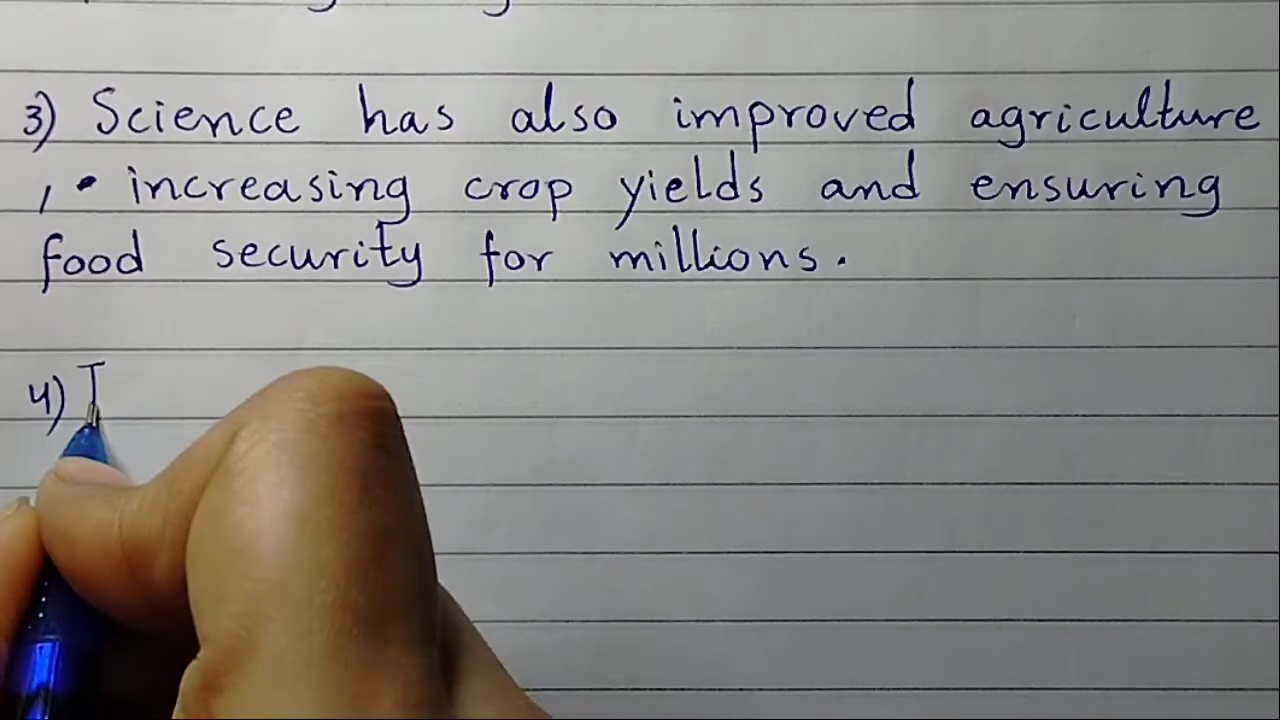 3) Science has also improved agriculture
, • increasing crop yields and ensuring
food security for millions.
4) T